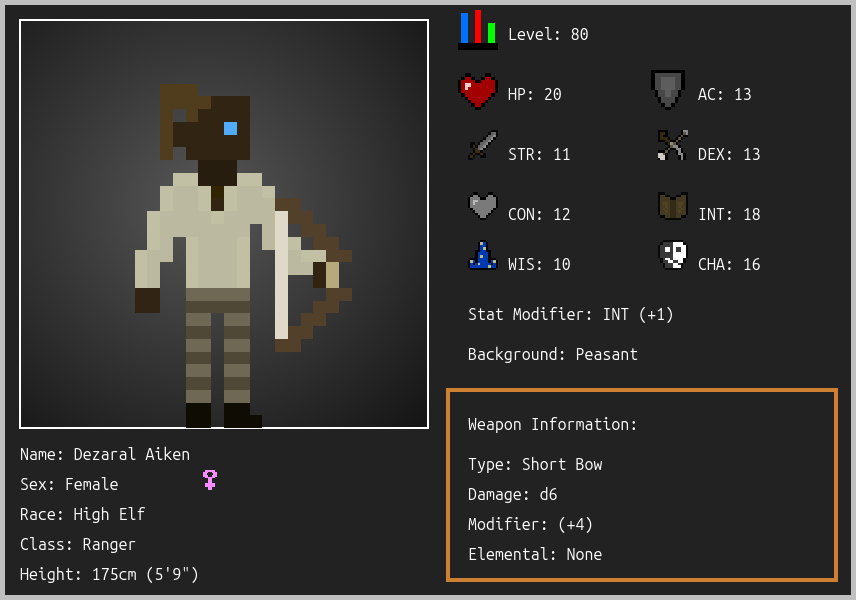 Level: 80
HP: 20
AC: 13
STR: 11
DEX: 13
CON: 12
INT: 18
WIS: 10
CHA: 16
Stat Modifier: INT (+1)
Background: Peasant
Weapon Information:
Type: Short Bow
Damage: d6
Modifier: (+4)
Elemental: None
Name: Dezaral Aiken
Sex: Female
Race: High Elf
Class: Ranger
Height: 175cm (5'9")